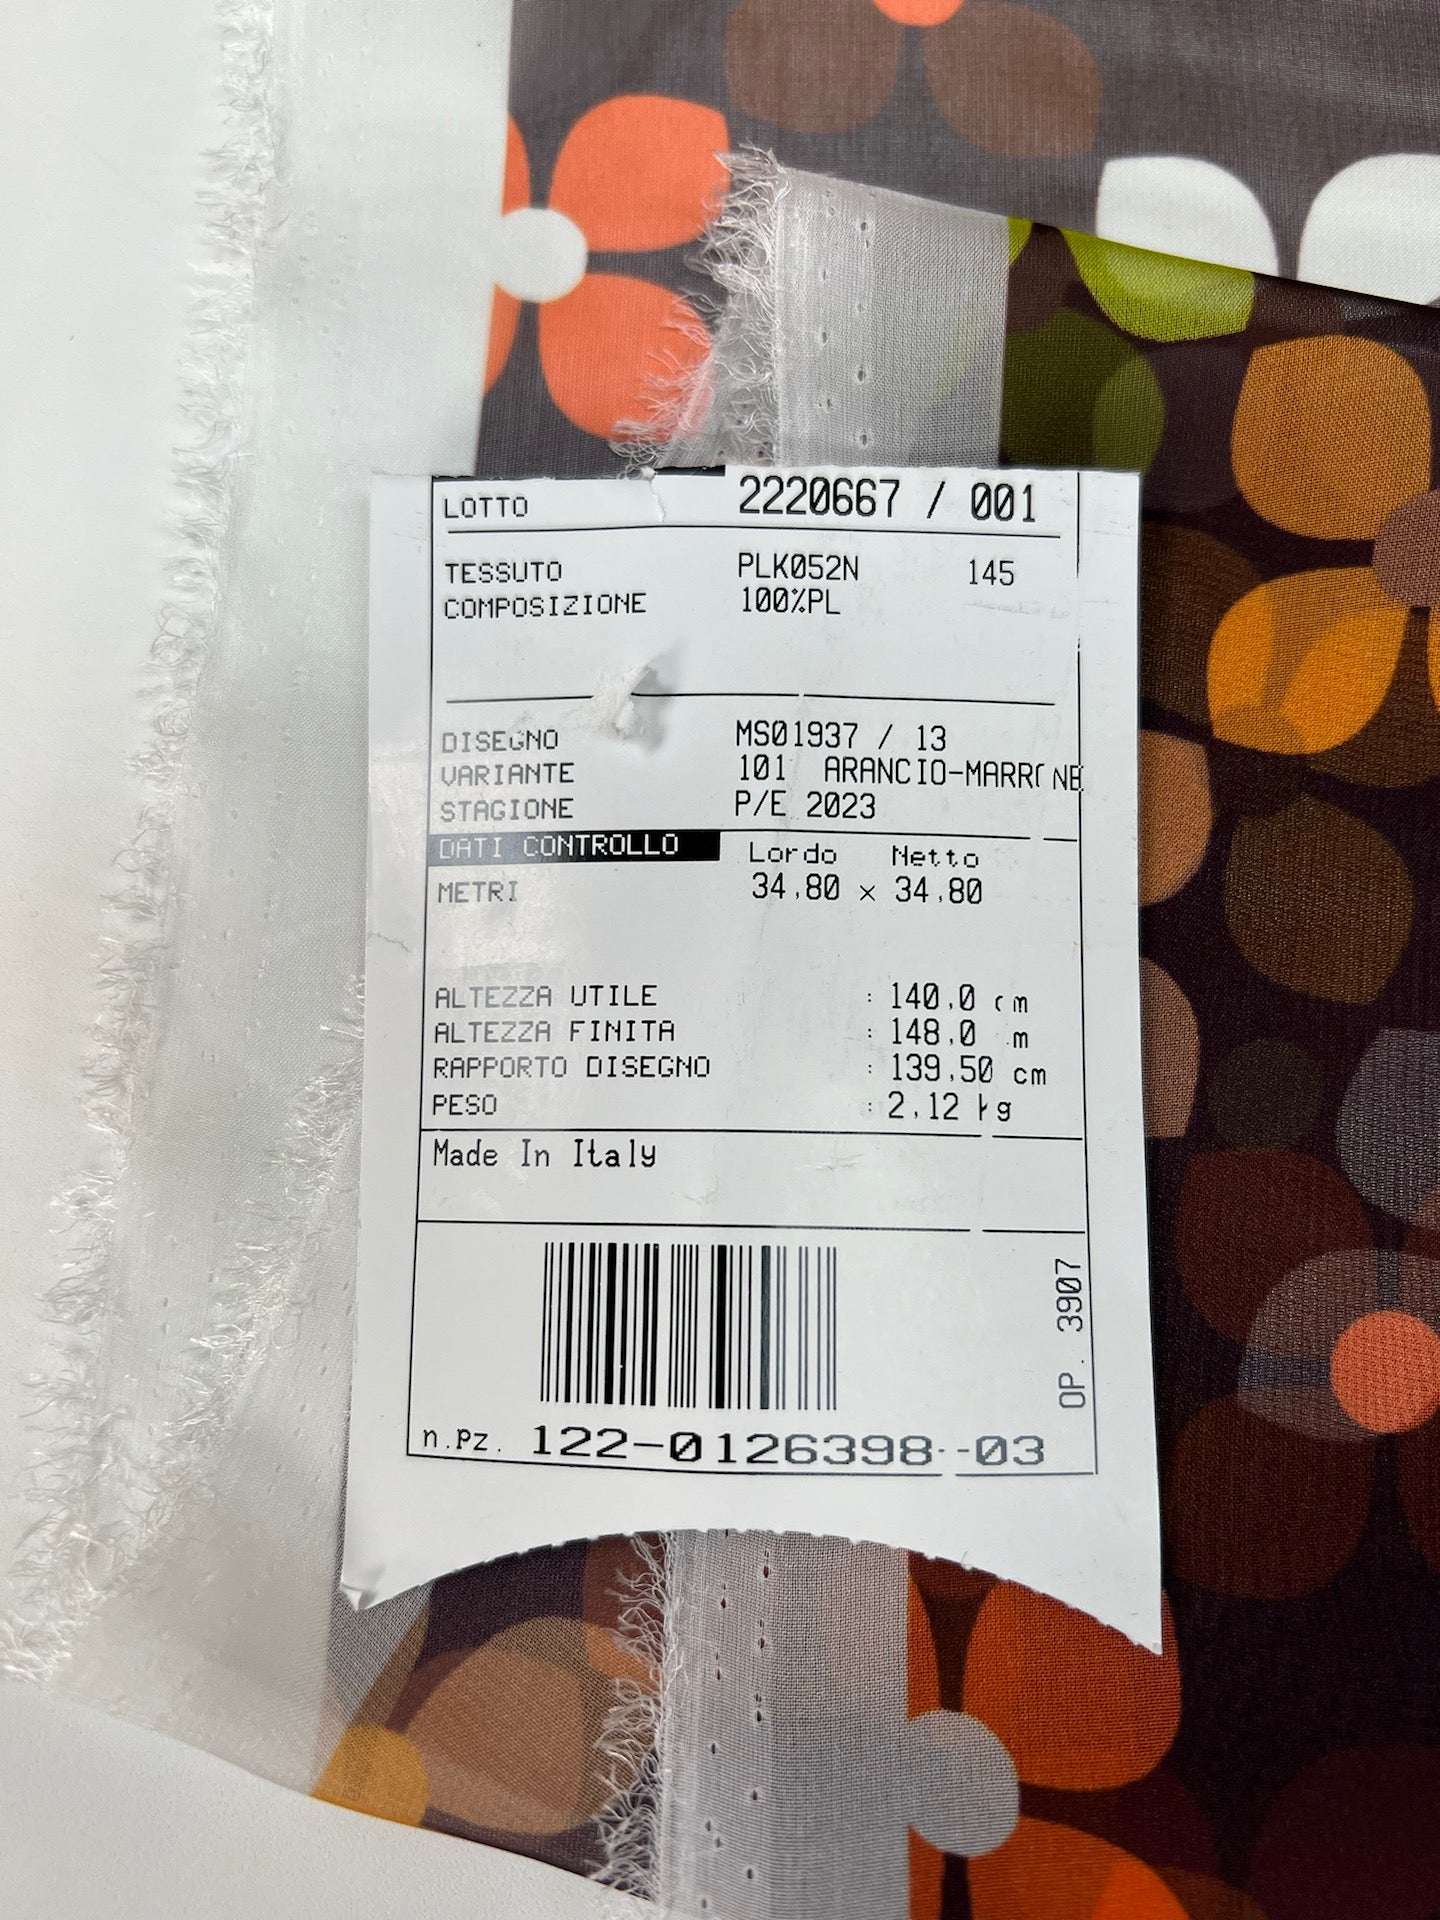 LOTTO 2220667 / 001
TESSUTO PLK052N 145
COMPOSIZIONE 100%PL
DISEGNO MS01937 / 13
VARIANTE 101 ARANCIO-MARRONE
STAGIONE P/E 2023
DATI CONTROLLO Lordo Netto
METRI 34,80 x 34,80
ALTEZZA UTILE : 140,0 cm
ALTEZZA FINITA : 148,0 m
RAPPORTO DISEGNO : 139,50 cm
PESO : 2,12 kg
Made In Italy
OP. 3907
n.Pz. 122-0126398--03